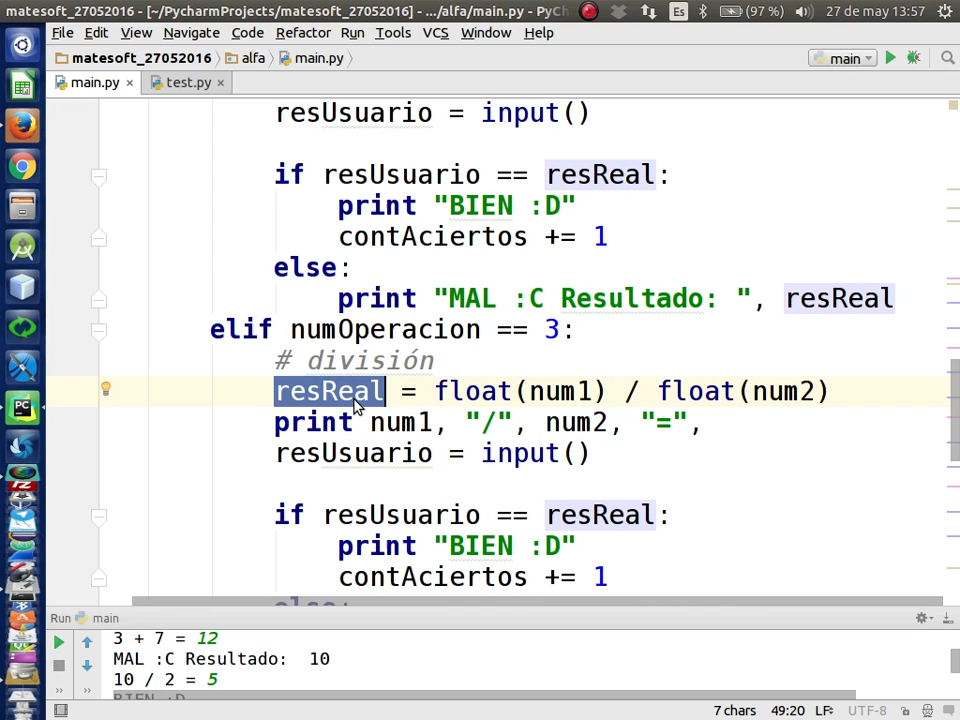 matesoft_27052016 - [~/PycharmProjects/matesoft_27052016] - .../alfa/main.py - PyCh
Es (97 %) 27 de may 13:57
File Edit View Navigate Code Refactor Run Tools VCS Window Help
matesoft_27052016 alfa main.py main
main.py × test.py ×
resUsuario = input()
if resUsuario == resReal:
print "BIEN :D"
contAciertos += 1
else:
print "MAL :C Resultado: ", resReal
elif numOperacion == 3:
# división
resReal = float(num1) / float(num2)
print num1, "/", num2, "=",
resUsuario = input()
if resUsuario == resReal:
print "BIEN :D"
contAciertos += 1
else:
Run main
3 + 7 = 12
MAL :C Resultado:  10
10 / 2 = 5
BIEN :D
7 chars 49:20 LF÷ UTF-8